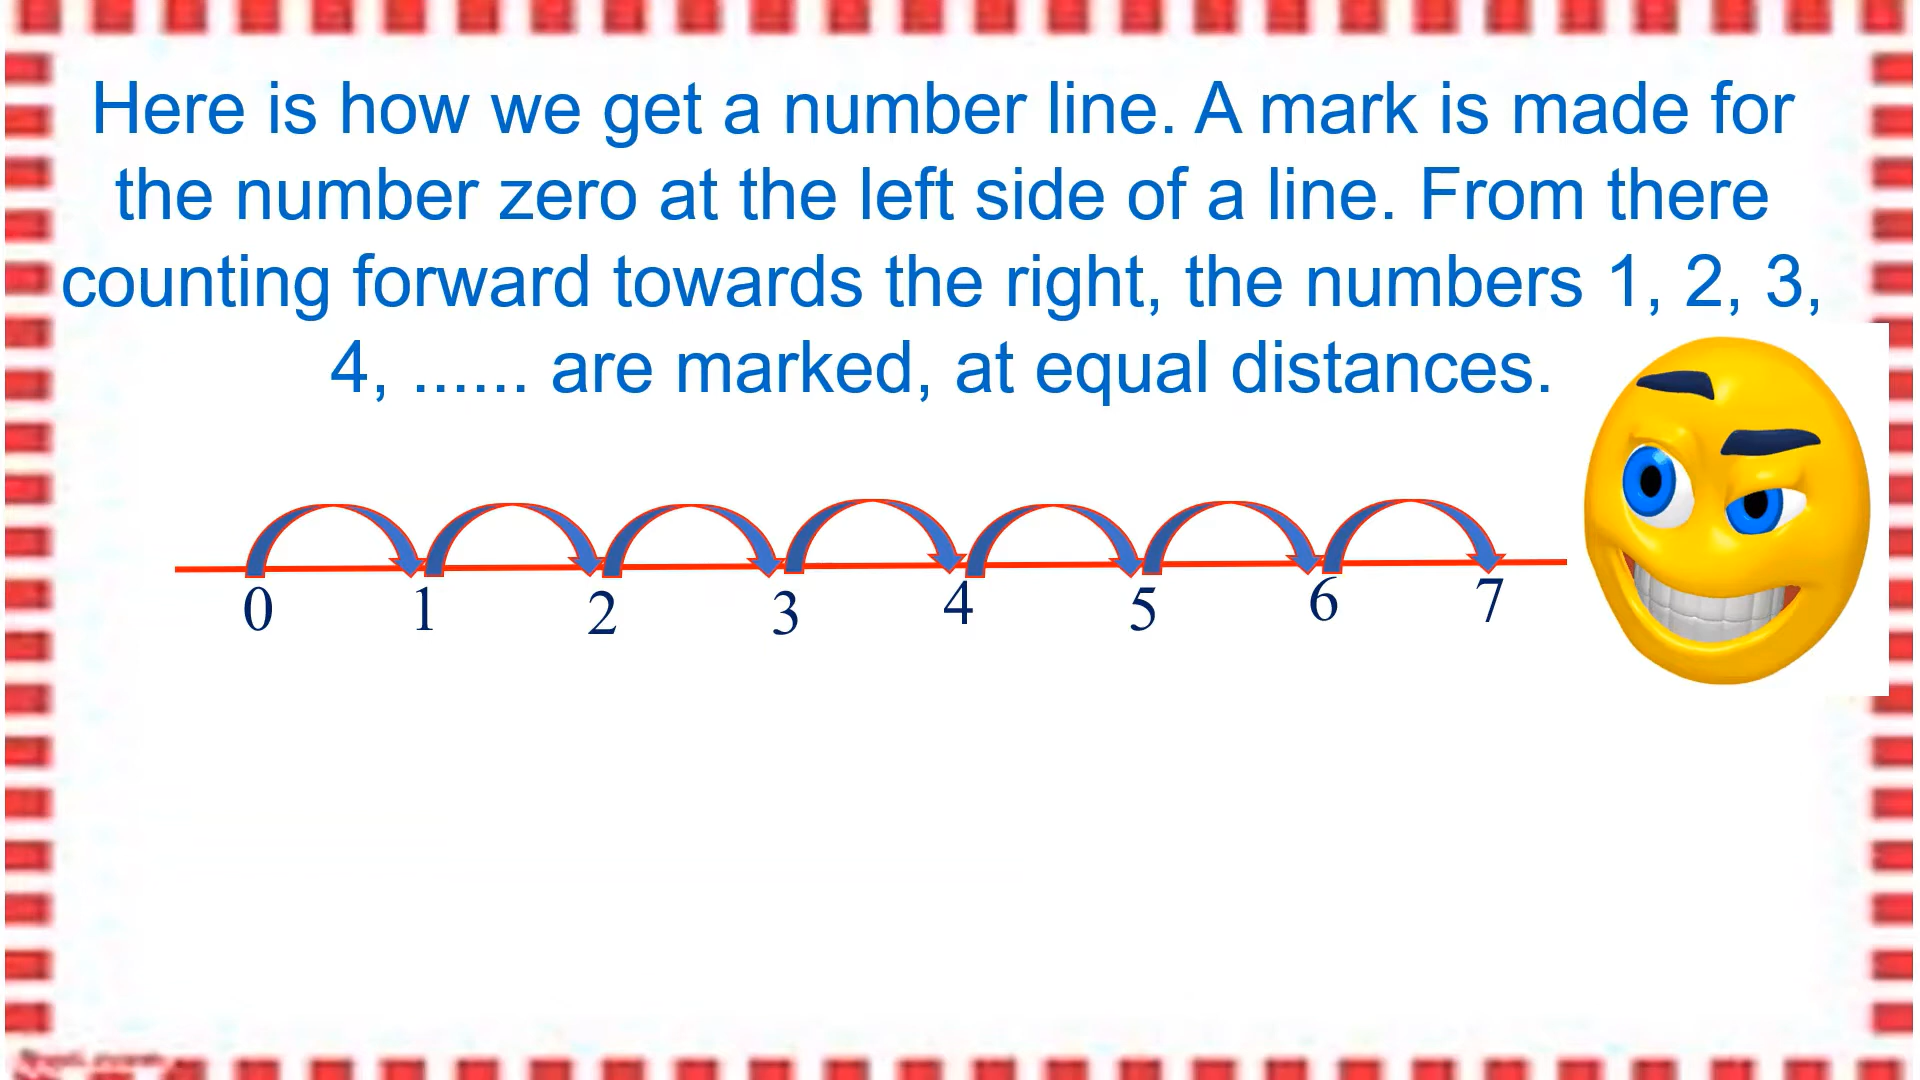 Here is how we get a number line. A mark is made for
the number zero at the left side of a line. From there
counting forward towards the right, the numbers 1, 2, 3,
4, ...... are marked, at equal distances.
0 1 2 3 4 5 6 7